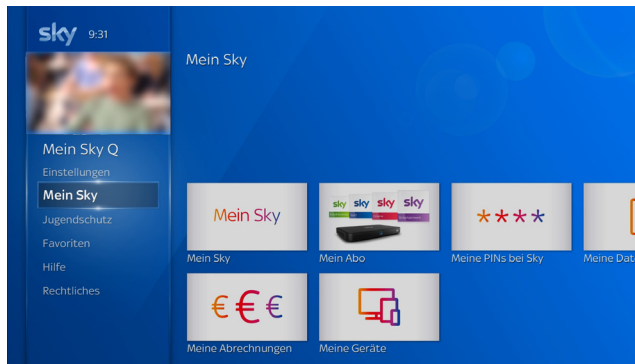 sky 9:31
Mein Sky
Mein Sky Q
Einstellungen
Mein Sky
Jugendschutz
Favoriten
Hilfe
Rechtliches
Mein Sky
sky sky sky sky
****
Mein Sky
Mein Abo
Meine PINs bei Sky
Meine Dat
€€€
Meine Abrechnungen
Meine Geräte